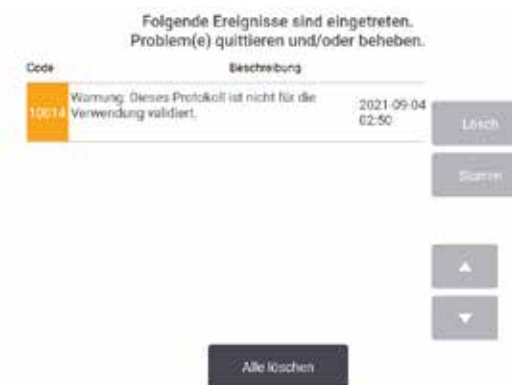 Folgende Ereignisse sind eingetreten.
Problem(e) quittieren und/oder beheben.
Code Beschreibung
10014 Warnung: Dieses Protokoll ist nicht für die 2021-09-04
Verwendung validiert. 02:50
Lösch
Stumm
Alle löschen